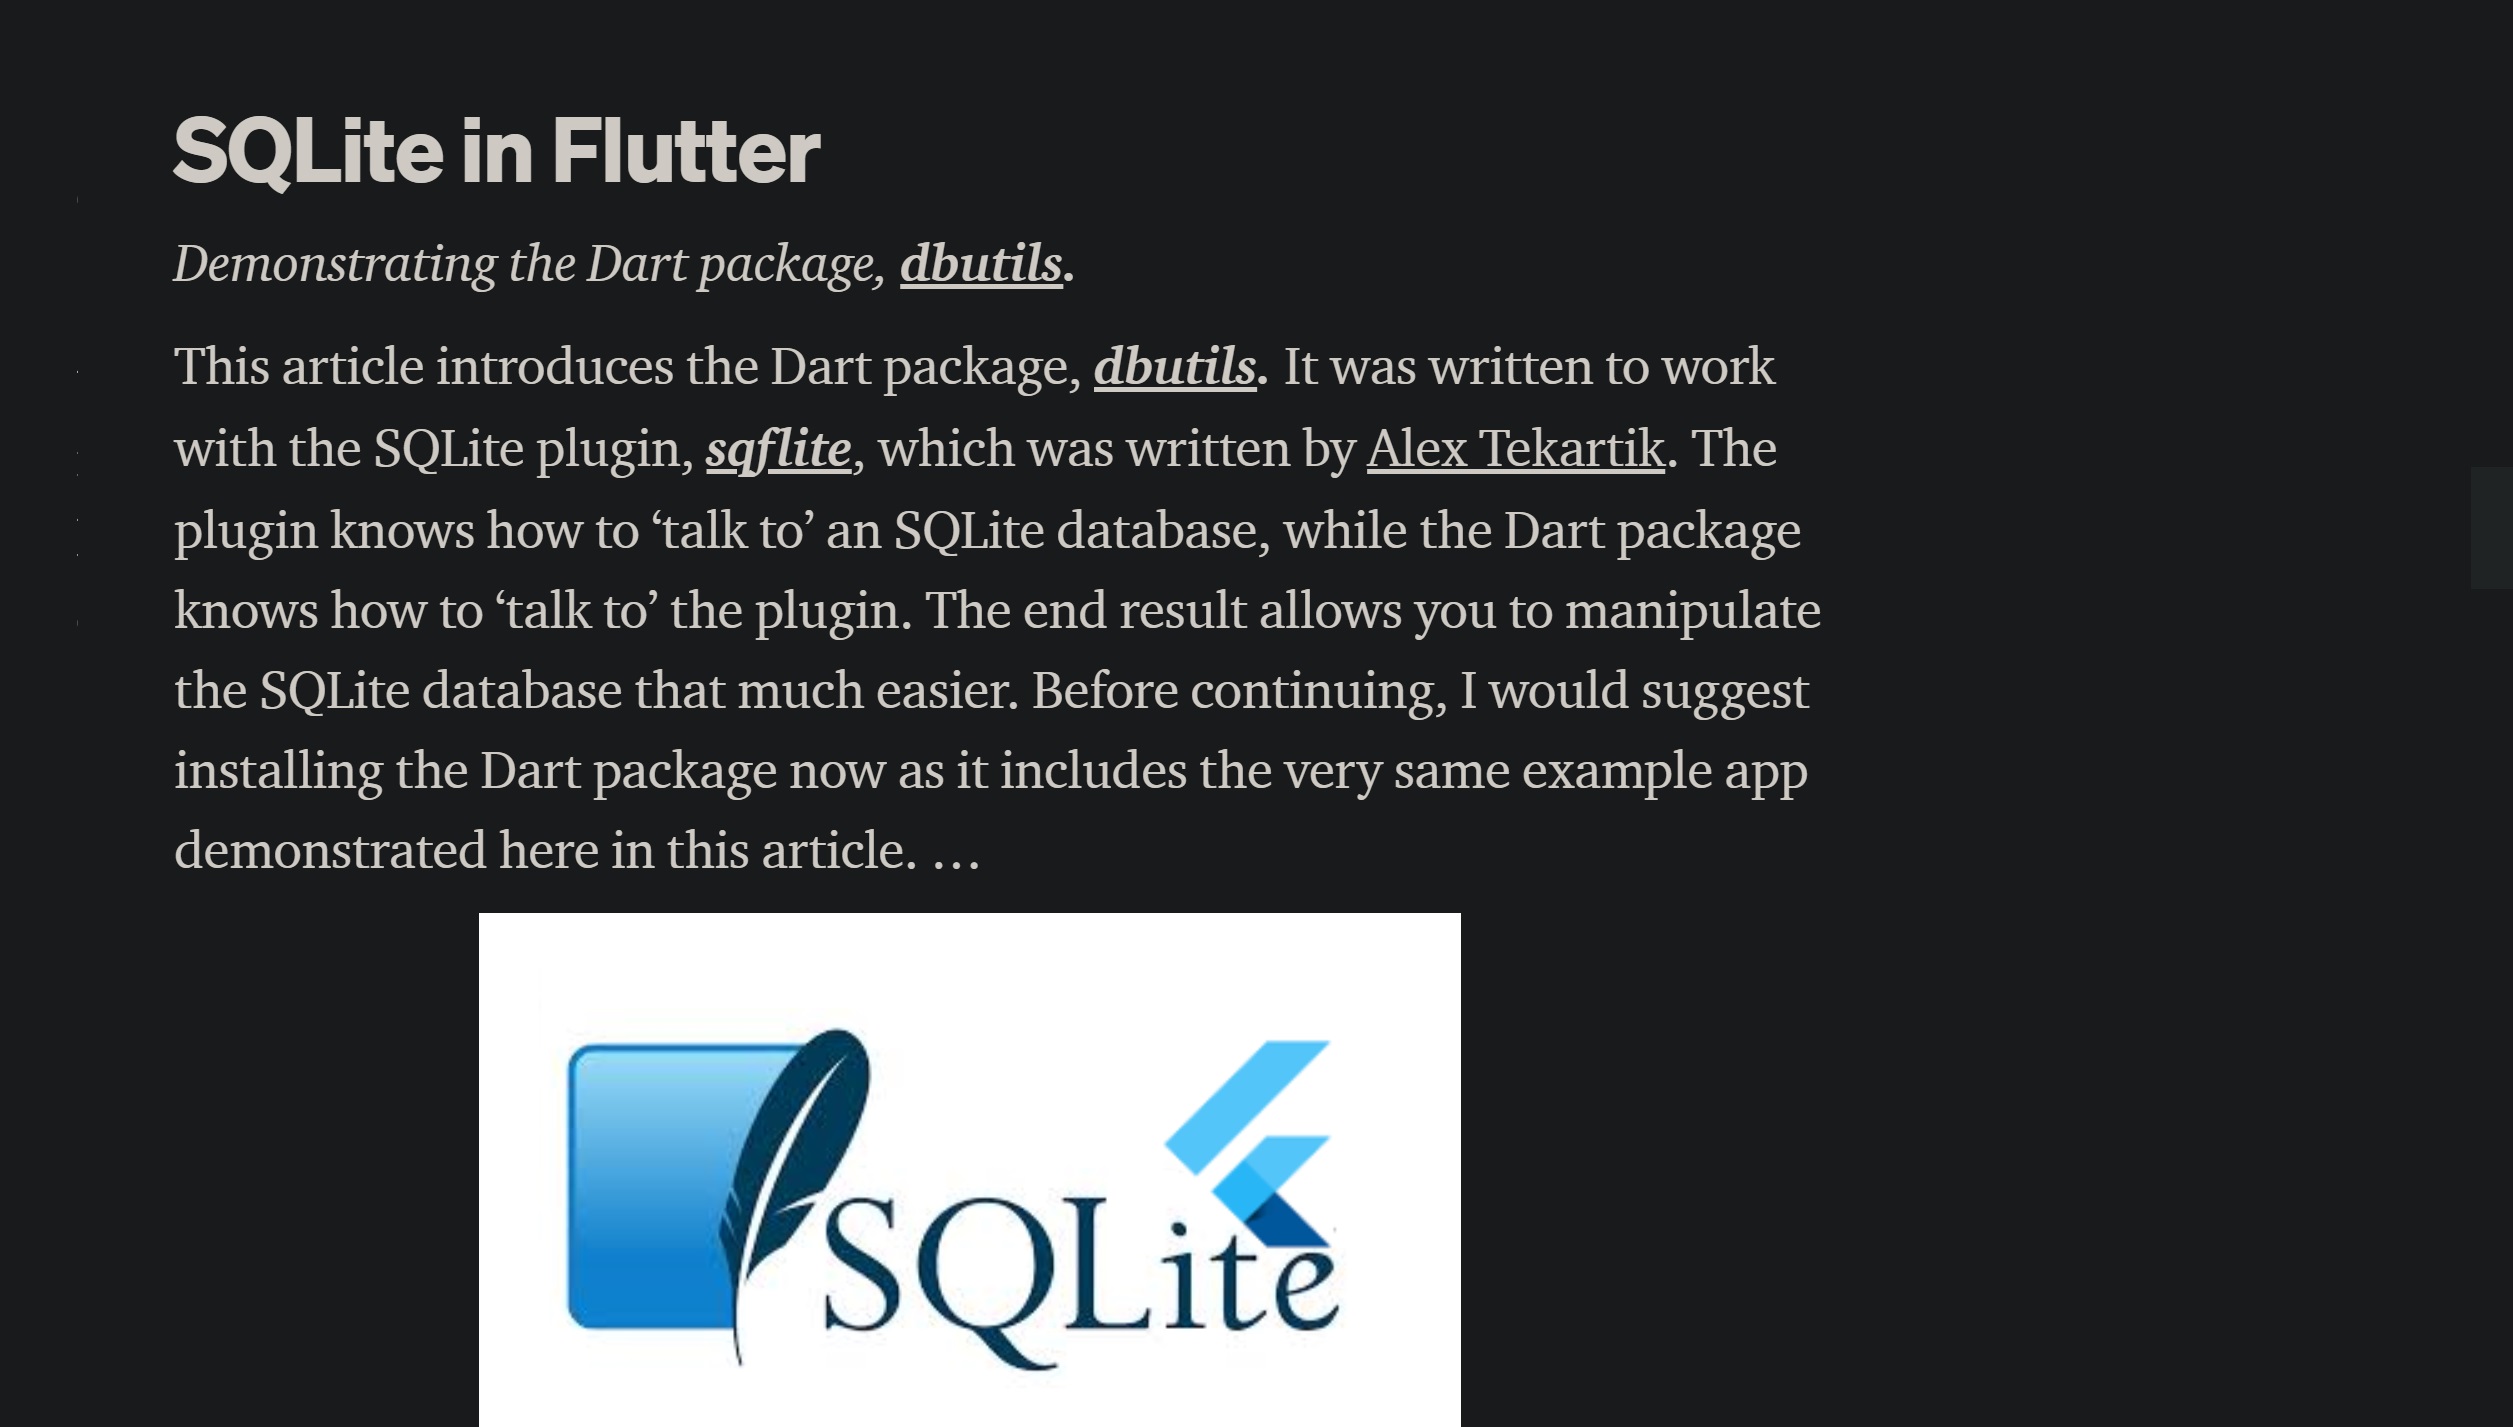 SQLite in Flutter
Demonstrating the Dart package, dbutils.
This article introduces the Dart package, dbutils. It was written to work
with the SQLite plugin, sqflite, which was written by Alex Tekartik. The
plugin knows how to ‘talk to’ an SQLite database, while the Dart package
knows how to ‘talk to’ the plugin. The end result allows you to manipulate
the SQLite database that much easier. Before continuing, I would suggest
installing the Dart package now as it includes the very same example app
demonstrated here in this article. …
SQLite